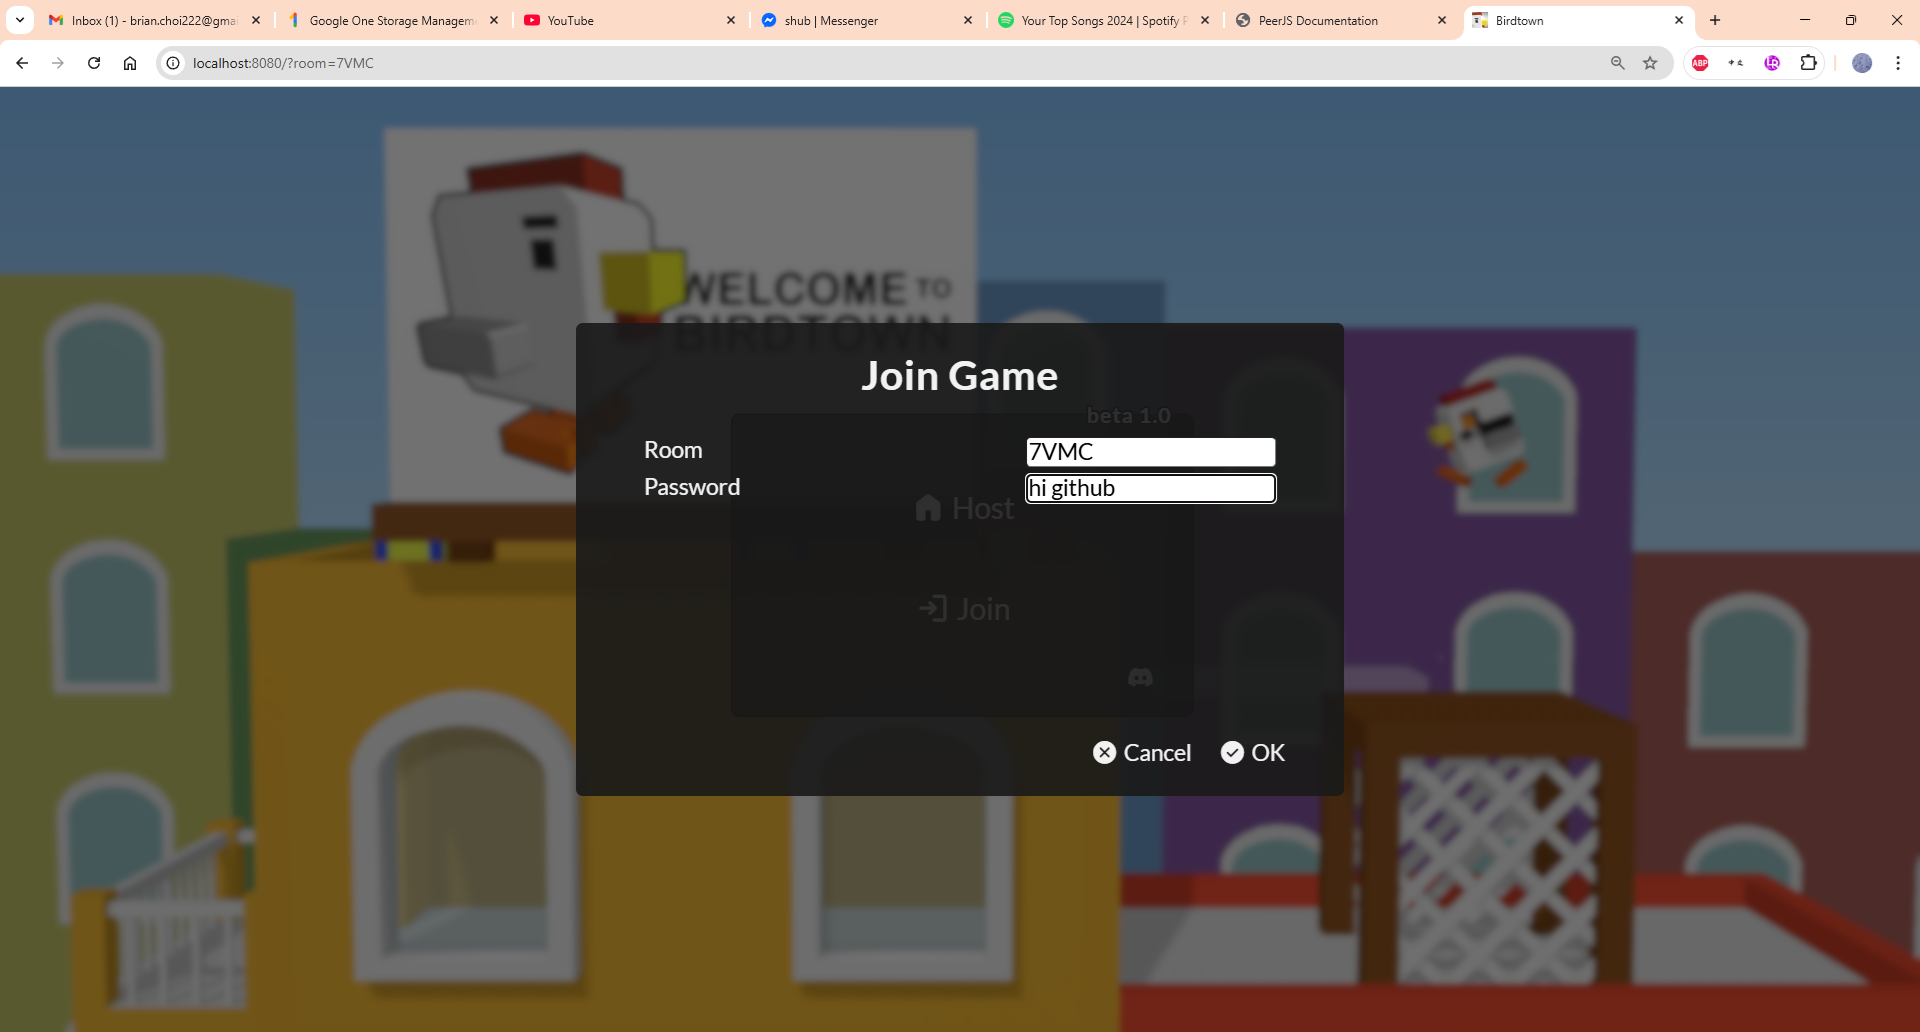 Inbox (1) - brian.choi222@gma
Google One Storage Managem
YouTube
shub | Messenger
Your Top Songs 2024 | Spotify P
PeerJS Documentation
Birdtown
localhost:8080/?room=7VMC
ABP
LR
WELCOME TO
BIRDTOWN
Join Game
beta 1.0
Room
7VMC
Password
hi github
Host
Join
Cancel
OK